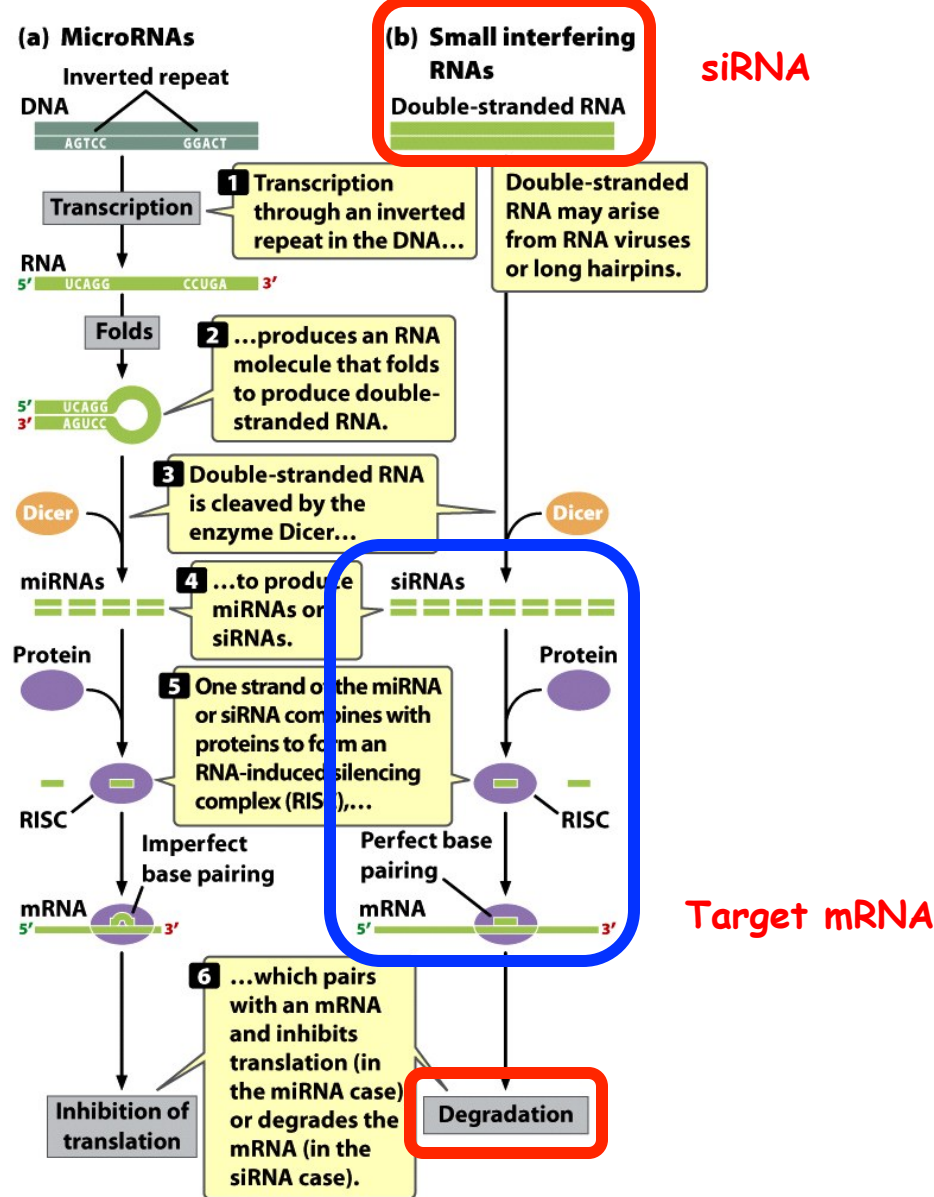 (a) MicroRNAs
Inverted repeat
DNA
AGTCC GGACT
1 Transcription
through an inverted
repeat in the DNA…
Transcription
RNA
5′ UCAGG CCUGA 3′
Folds
2 …produces an RNA
molecule that folds
to produce double-
stranded RNA.
5′ UCAGG
3′ AGUCC
3 Double-stranded RNA
is cleaved by the
enzyme Dicer…
Dicer
miRNAs
4 …to produce
miRNAs or
siRNAs.
Protein
5 One strand of the miRNA
or siRNA combines with
proteins to form an
RNA-induced silencing
complex (RISC),…
RISC
Imperfect
base pairing
mRNA
5′ 3′
6 …which pairs
with an mRNA
and inhibits
translation (in
the miRNA case)
or degrades the
mRNA (in the
siRNA case).
Inhibition of
translation
(b) Small interfering
RNAs
siRNA
Double-stranded RNA
Double-stranded
RNA may arise
from RNA viruses
or long hairpins.
Dicer
siRNAs
Protein
RISC
Perfect base
pairing
mRNA
5′ 3′
Target mRNA
Degradation